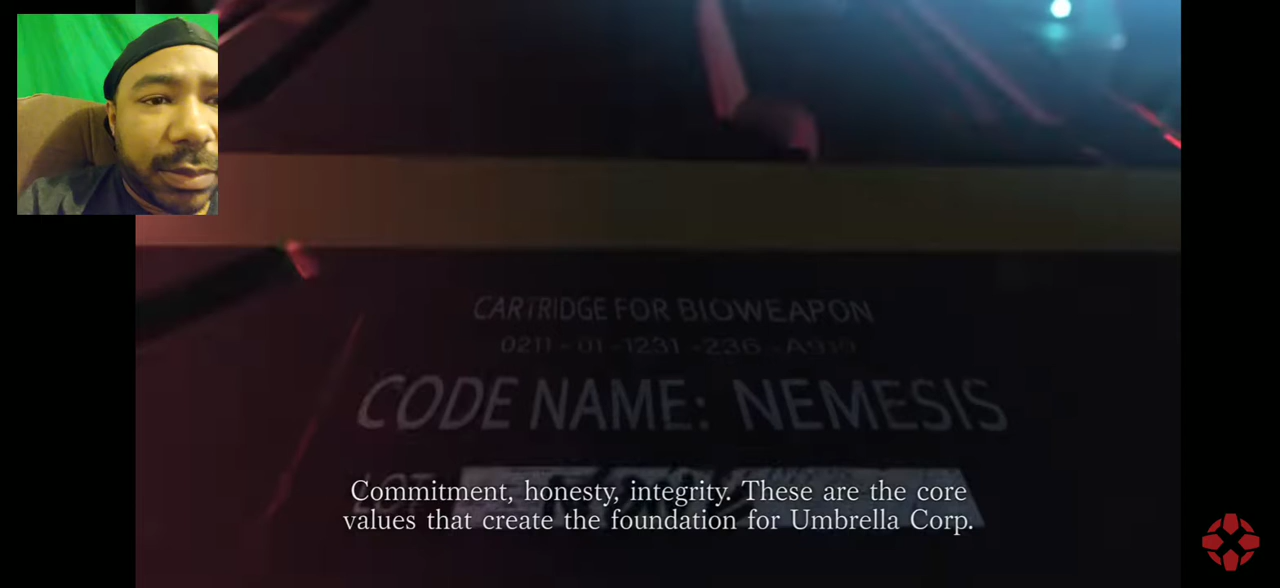 CARTRIDGE FOR BIOWEAPON
CODE NAME: NEMESIS
LOT
Commitment, honesty, integrity. These are the core
values that create the foundation for Umbrella Corp.